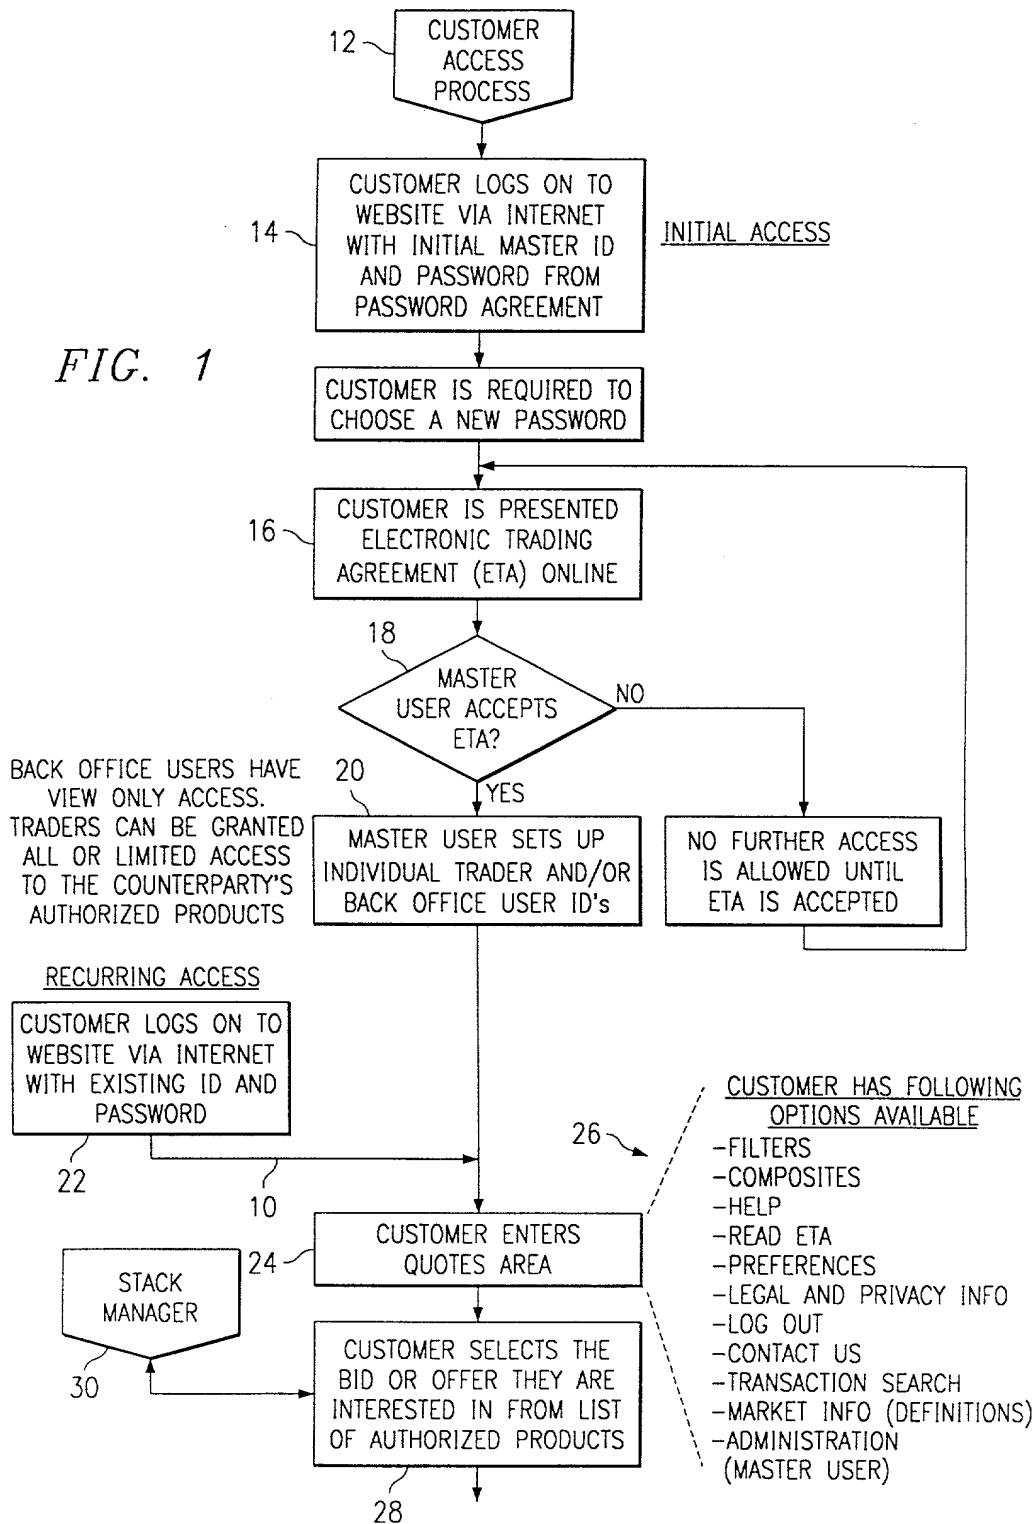 12
CUSTOMER
ACCESS
PROCESS
14
CUSTOMER LOGS ON TO
WEBSITE VIA INTERNET
WITH INITIAL MASTER ID
AND PASSWORD FROM
PASSWORD AGREEMENT
INITIAL ACCESS
FIG. 1
CUSTOMER IS REQUIRED TO
CHOOSE A NEW PASSWORD
16
CUSTOMER IS PRESENTED
ELECTRONIC TRADING
AGREEMENT (ETA) ONLINE
18
MASTER
USER ACCEPTS
ETA?
NO
YES
BACK OFFICE USERS HAVE
VIEW ONLY ACCESS.
TRADERS CAN BE GRANTED
ALL OR LIMITED ACCESS
TO THE COUNTERPARTY'S
AUTHORIZED PRODUCTS
20
MASTER USER SETS UP
INDIVIDUAL TRADER AND/OR
BACK OFFICE USER ID's
NO FURTHER ACCESS
IS ALLOWED UNTIL
ETA IS ACCEPTED
RECURRING ACCESS
CUSTOMER LOGS ON TO
WEBSITE VIA INTERNET
WITH EXISTING ID AND
PASSWORD
22
10
24
CUSTOMER ENTERS
QUOTES AREA
26
CUSTOMER HAS FOLLOWING
OPTIONS AVAILABLE
-FILTERS
-COMPOSITES
-HELP
-READ ETA
-PREFERENCES
-LEGAL AND PRIVACY INFO
-LOG OUT
-CONTACT US
-TRANSACTION SEARCH
-MARKET INFO (DEFINITIONS)
-ADMINISTRATION
(MASTER USER)
STACK
MANAGER
30
CUSTOMER SELECTS THE
BID OR OFFER THEY ARE
INTERESTED IN FROM LIST
OF AUTHORIZED PRODUCTS
28